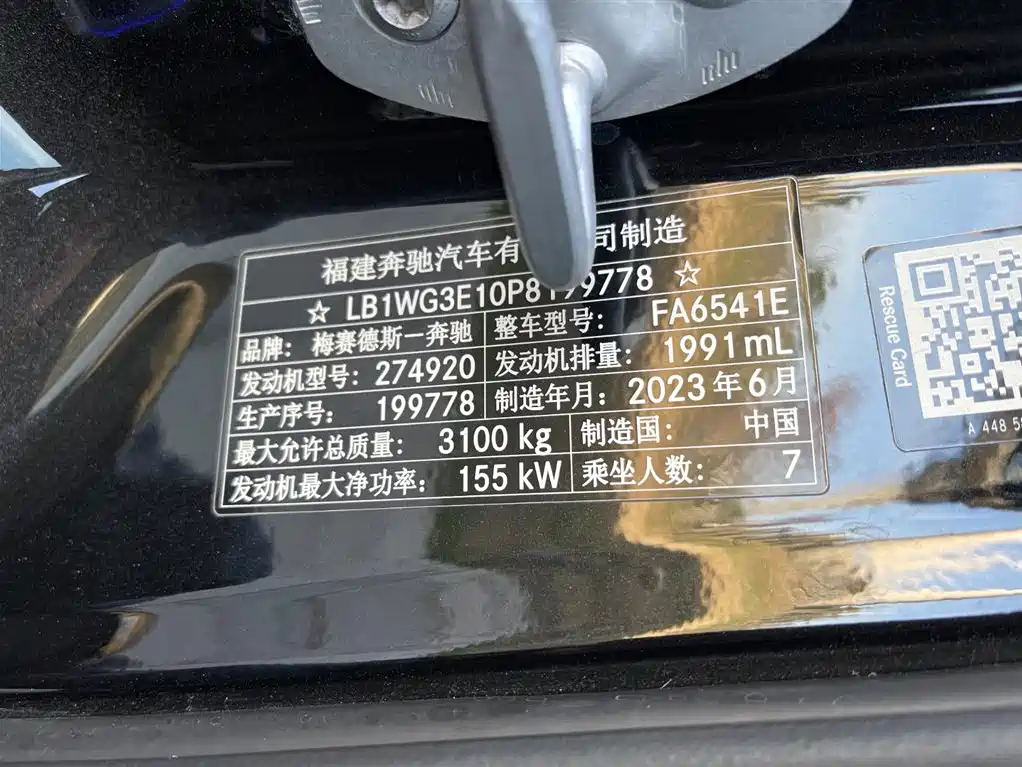 福建奔驰汽车有 司制造
☆ LB1WG3E10P8199778 ☆
品牌: 梅赛德斯一奔驰 整车型号: FA6541E
发动机型号: 274920 发动机排量: 1991mL
生产序号: 199778 制造年月: 2023年6月
最大允许总质量: 3100 kg 制造国: 中国
发动机最大净功率: 155 kW 乘坐人数: 7
Rescue Card
A 448